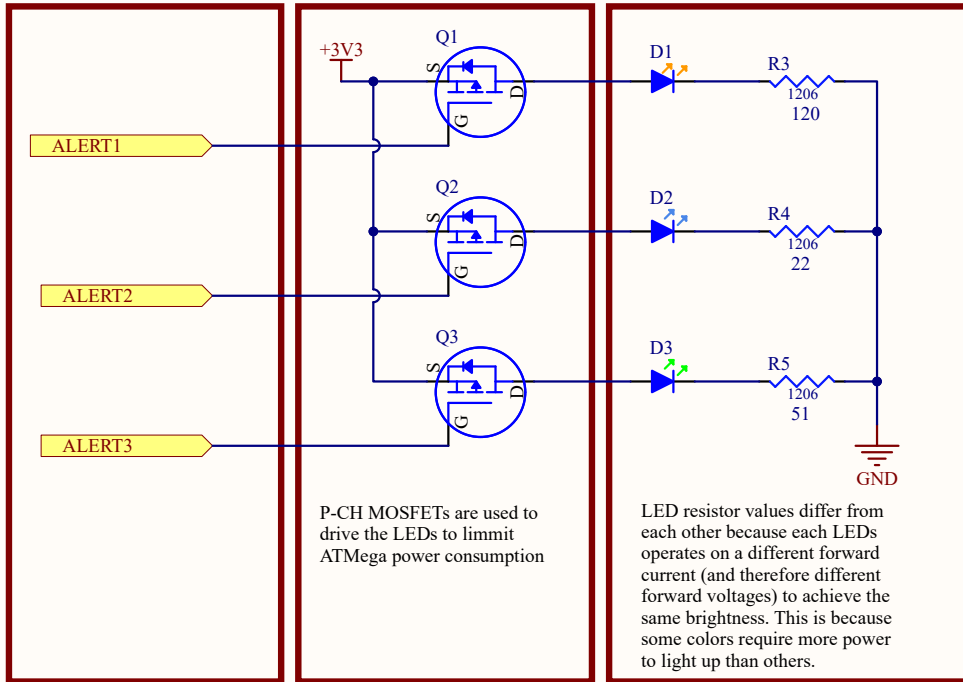 +3V3
Q1
S
G
D
D1
R3
1206
120
ALERT1
Q2
S
G
D
D2
R4
1206
22
ALERT2
Q3
S
G
D
D3
R5
1206
51
ALERT3
GND
P-CH MOSFETs are used to
drive the LEDs to limmit
ATMega power consumption
LED resistor values differ from
each other because each LEDs
operates on a different forward
current (and therefore different
forward voltages) to achieve the
same brightness. This is because
some colors require more power
to light up than others.